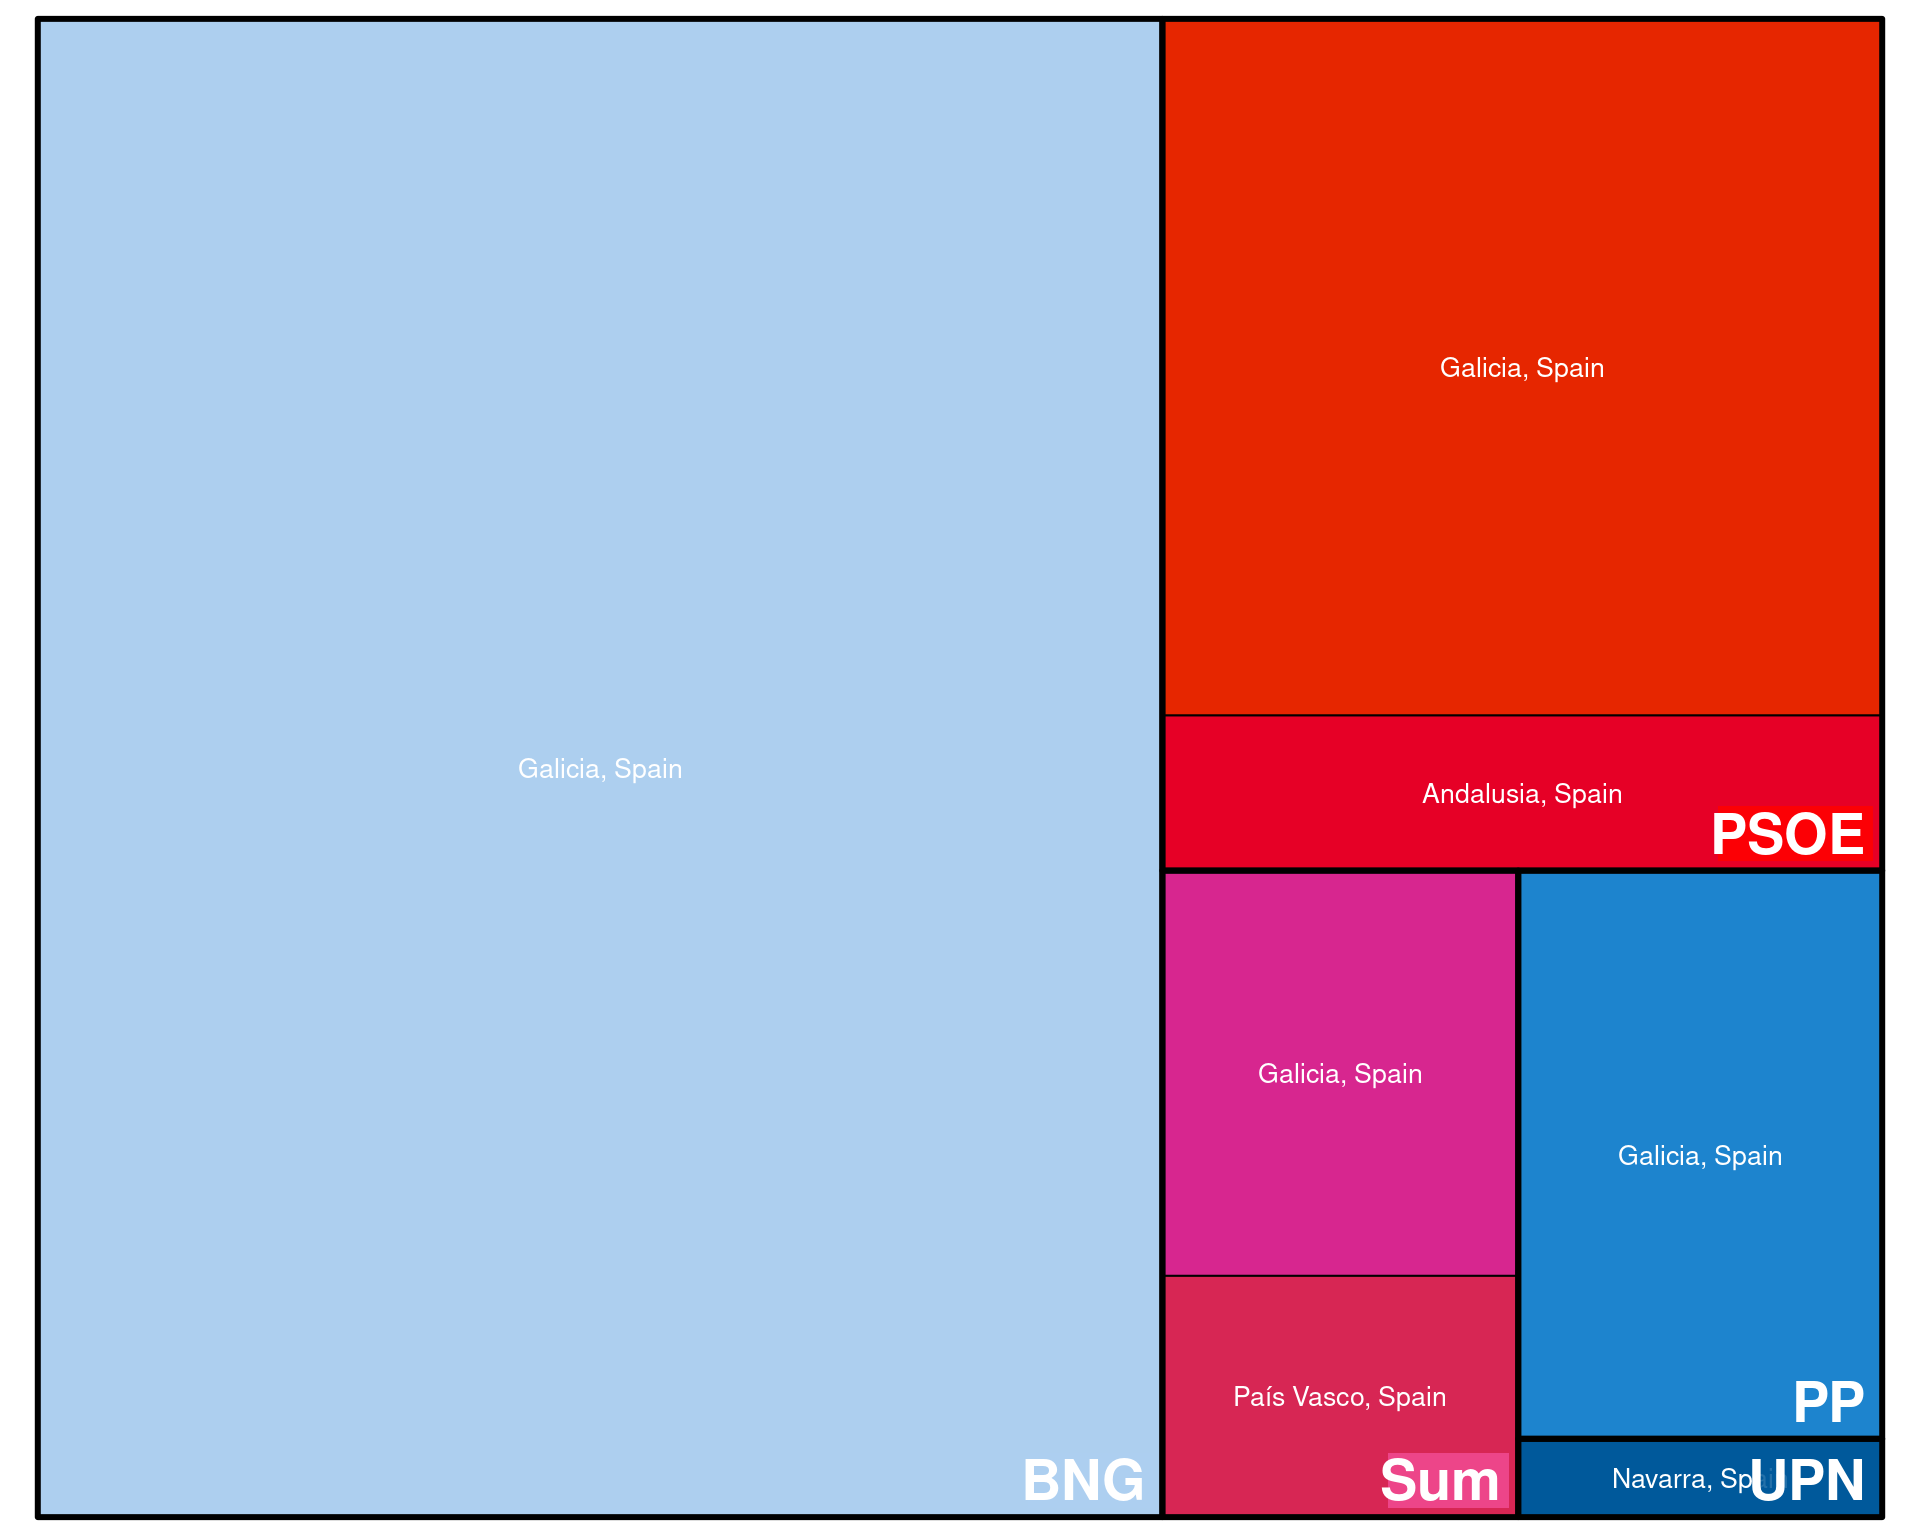 Galicia, Spain
BNG
Galicia, Spain
Andalusia, Spain
PSOE
Galicia, Spain
País Vasco, Spain
Sum
Galicia, Spain
PP
Navarra, Spain
UPN